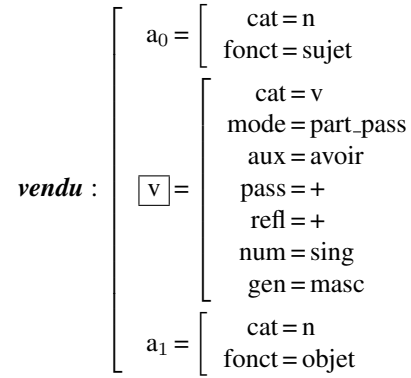 a0 = [ cat = n
fonct = sujet
cat = v
mode = part_pass
aux = avoir
vendu : v = [ pass = +
refl = +
num = sing
gen = masc
a1 = [ cat = n
fonct = objet